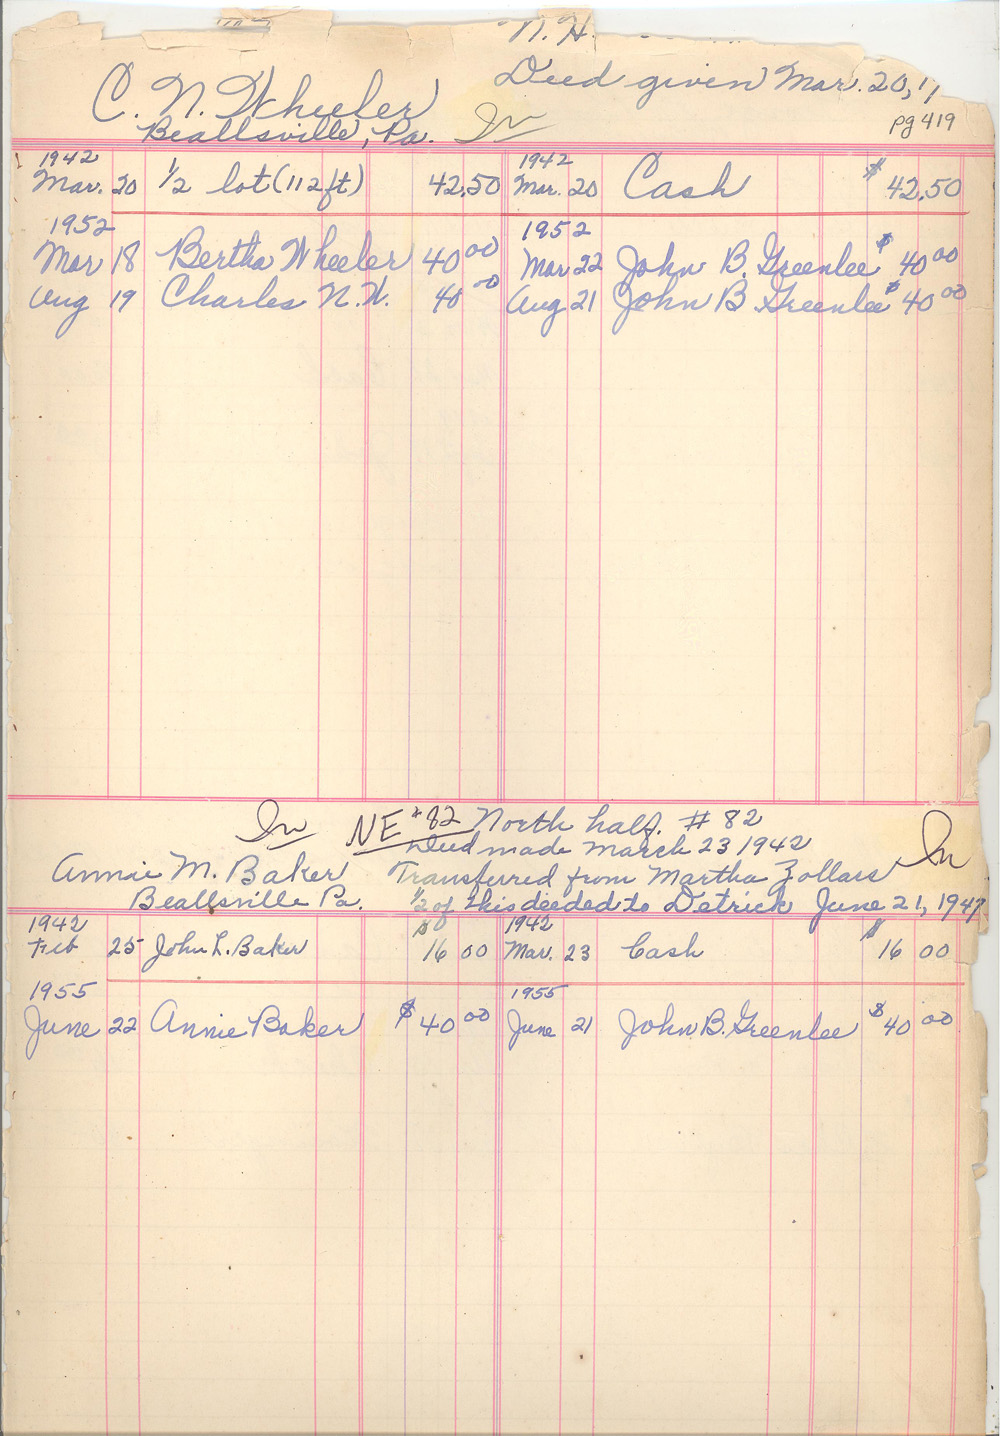 N. H.
Deed given Mar. 20, 1
C. N. Wheeler
Beallsville, Pa. In
pg 419
1942 1942
Mar. 20 1/2 lot (112 ft) 42.50 Mar. 20 Cash $ 42.50
1952 1952
Mar 18 Bertha Wheeler 40 00 Mar 22 John B. Greenlee $ 40 00
Aug 19 Charles N. W. 40 00 Aug 21 John B Greenlee $ 40 00
In NE #82 North half. # 82
Deed made March 23 1942 In
Annie M. Baker Transferred from Martha Zollars
Beallsville Pa. 1/2 of this deeded to Detrick June 21, 1947
1942 1942
Feb 25 John L. Baker $ 16 00 Mar. 23 Cash $ 16 00
1955 1955
June 22 Annie Baker $ 40 00 June 21 John B. Greenlee $ 40 00